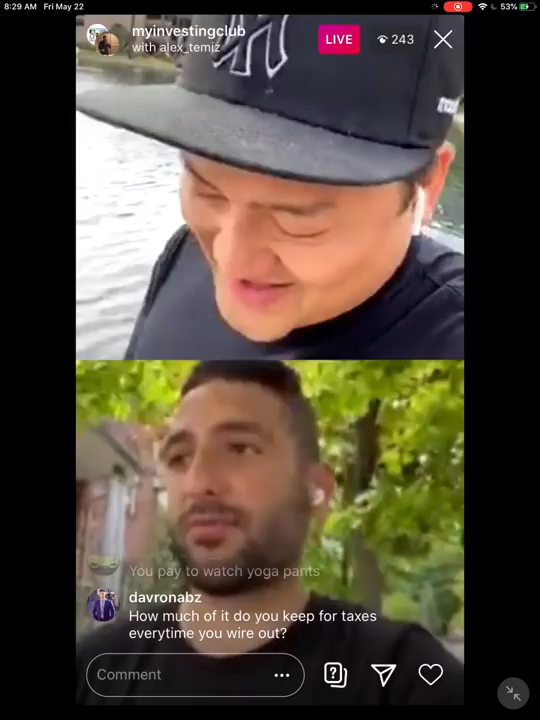 8:29 AM Fri May 22
53%
myinvestingclub
with alex_temiz
LIVE
243
You pay to watch yoga pants
davronabz
How much of it do you keep for taxes
everytime you wire out?
Comment